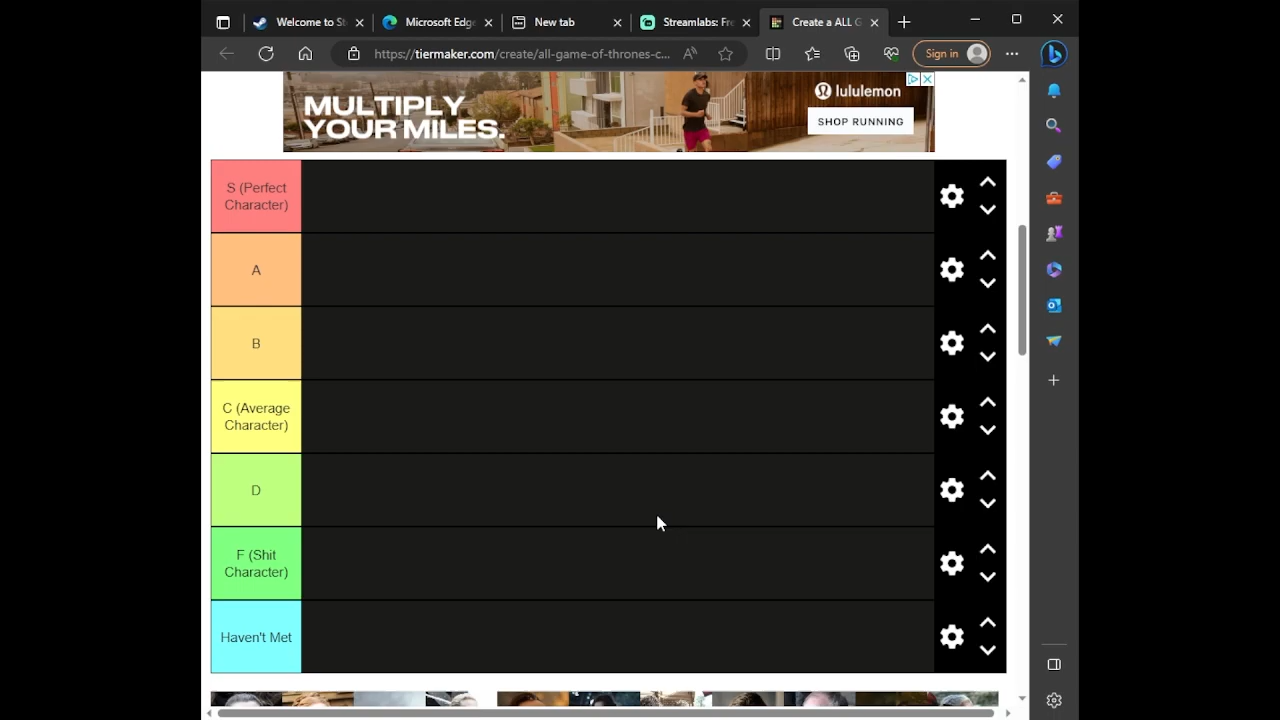 Welcome to St
Microsoft Edge
New tab
Streamlabs: Fre
Create a ALL G
https://tiermaker.com/create/all-game-of-thrones-c...
Sign in
MULTIPLY
YOUR MILES.
lululemon
SHOP RUNNING
S (Perfect
Character)
A
B
C (Average
Character)
D
F (Shit
Character)
Haven't Met